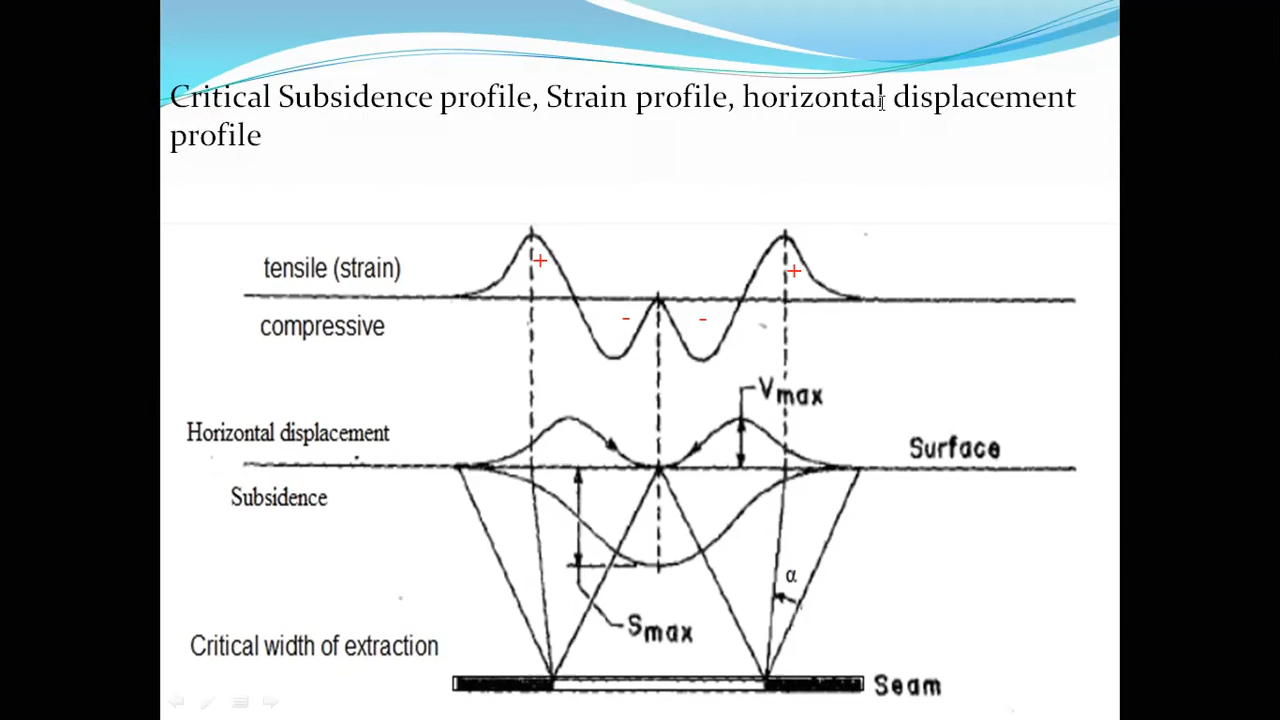 Critical Subsidence profile, Strain profile, horizontal displacement
profile
tensile (strain)
+
+
compressive
-
-
Vmax
Horizontal displacement
Surface
Subsidence
α
Smax
Critical width of extraction
Seam